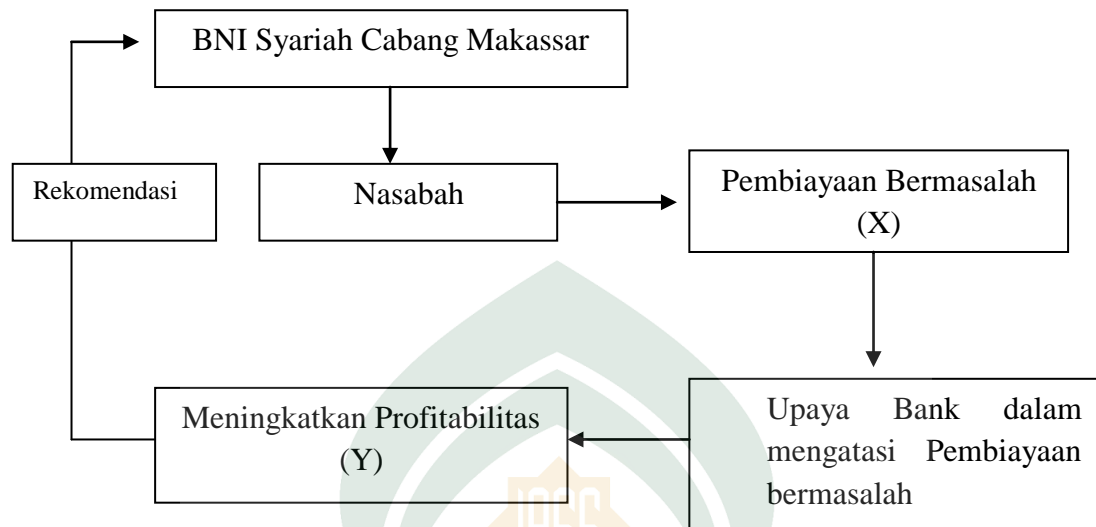 BNI Syariah Cabang Makassar
Rekomendasi
Nasabah
Pembiayaan Bermasalah
(X)
Meningkatkan Profitabilitas
(Y)
Upaya Bank dalam
mengatasi Pembiayaan
bermasalah